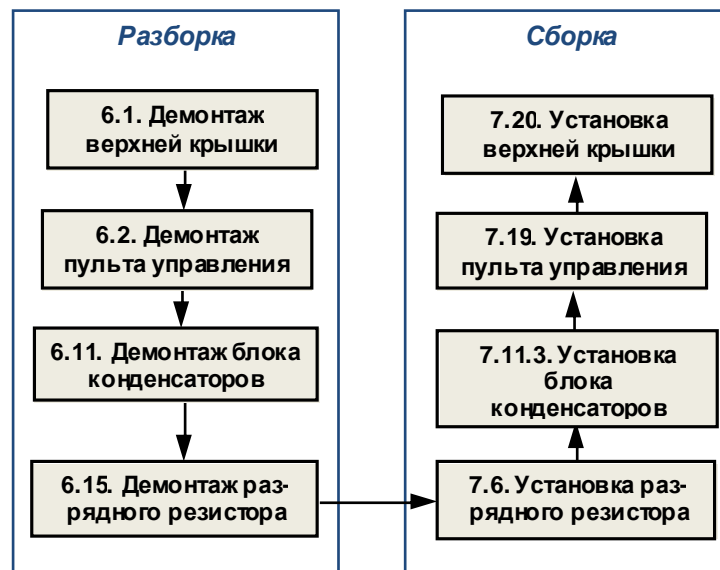 Разборка
6.1. Демонтаж
верхней крышки
6.2. Демонтаж
пульта управления
6.11. Демонтаж блока
конденсаторов
6.15. Демонтаж раз-
рядного резистора
Сборка
7.20. Установка
верхней крышки
7.19. Установка
пульта управления
7.11.3. Установка
блока
конденсаторов
7.6. Установка раз-
рядного резистора